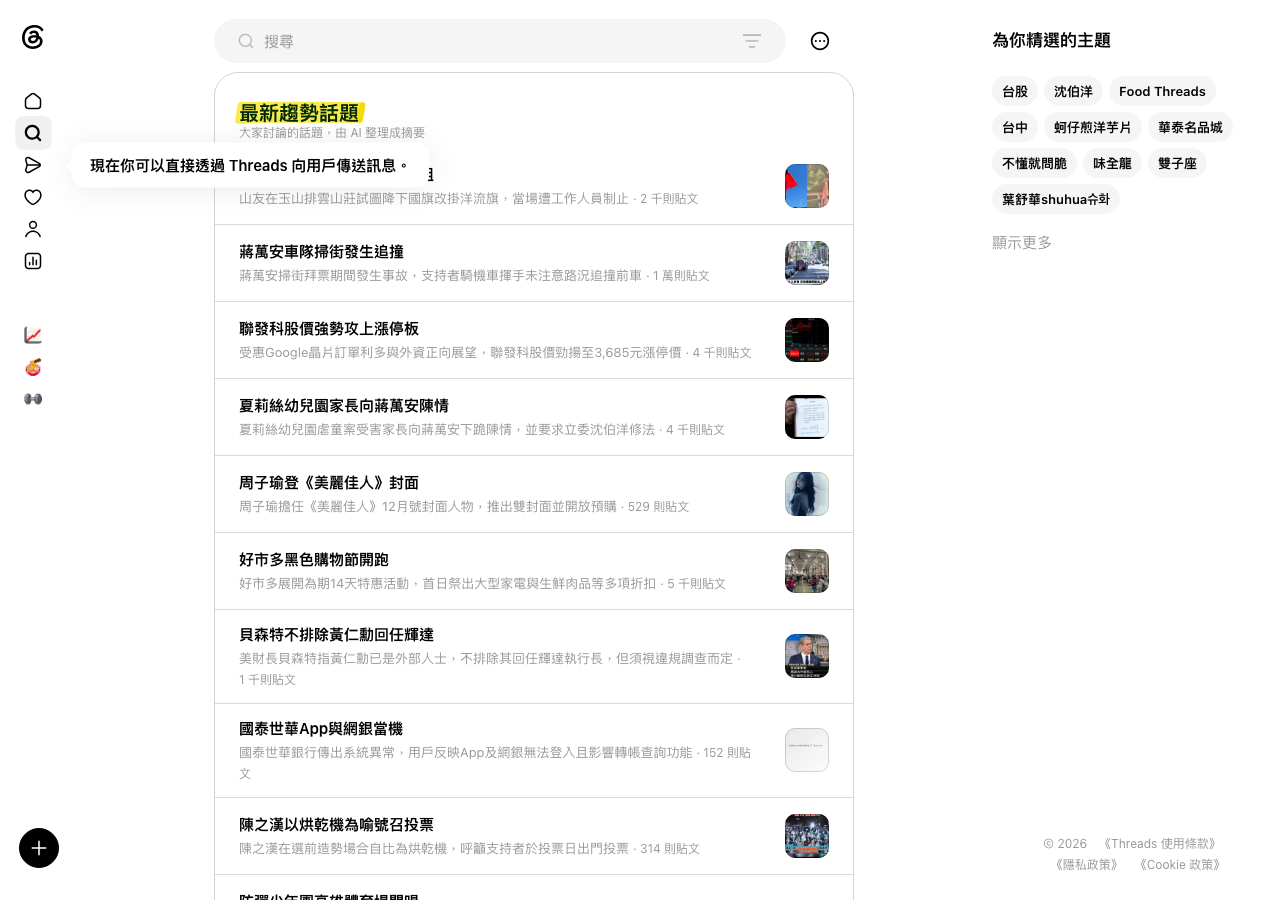 搜尋
最新趨勢話題
大家討論的話題，由 AI 整理成摘要
現在你可以直接透過 Threads 向用戶傳送訊息。
山友在玉山排雲山莊試圖降下國旗改掛洋流旗，當場遭工作人員制止 · 2 千則貼文
蔣萬安車隊掃街發生追撞
蔣萬安掃街拜票期間發生事故，支持者騎機車揮手未注意路況追撞前車 · 1 萬則貼文
聯發科股價強勢攻上漲停板
受惠Google晶片訂單利多與外資正向展望，聯發科股價勁揚至3,685元漲停價 · 4 千則貼文
夏莉絲幼兒園家長向蔣萬安陳情
夏莉絲幼兒園虐童案受害家長向蔣萬安下跪陳情，並要求立委沈伯洋修法 · 4 千則貼文
周子瑜登《美麗佳人》封面
周子瑜擔任《美麗佳人》12月號封面人物，推出雙封面並開放預購 · 529 則貼文
好市多黑色購物節開跑
好市多展開為期14天特惠活動，首日祭出大型家電與生鮮肉品等多項折扣 · 5 千則貼文
貝森特不排除黃仁勳回任輝達
美財長貝森特指黃仁勳已是外部人士，不排除其回任輝達執行長，但須視違規調查而定 ·
1 千則貼文
國泰世華App與網銀當機
國泰世華銀行傳出系統異常，用戶反映App及網銀無法登入且影響轉帳查詢功能 · 152 則貼
文
陳之漢以烘乾機為喻號召投票
陳之漢在選前造勢場合自比為烘乾機，呼籲支持者於投票日出門投票 · 314 則貼文
防彈少年團高雄體育場開唱
為你精選的主題
台股
沈伯洋
Food Threads
台中
蚵仔煎洋芋片
華泰名品城
不懂就問脆
味全龍
雙子座
葉舒華shuhua슈화
顯示更多
© 2026 《Threads 使用條款》
《隱私政策》 《Cookie 政策》